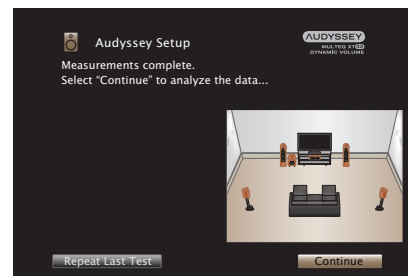 Audyssey Setup
AUDYSSEY
MULTEQ XT32
DYNAMIC VOLUME
Measurements complete.
Select “Continue” to analyze the data...
Repeat Last Test
Continue